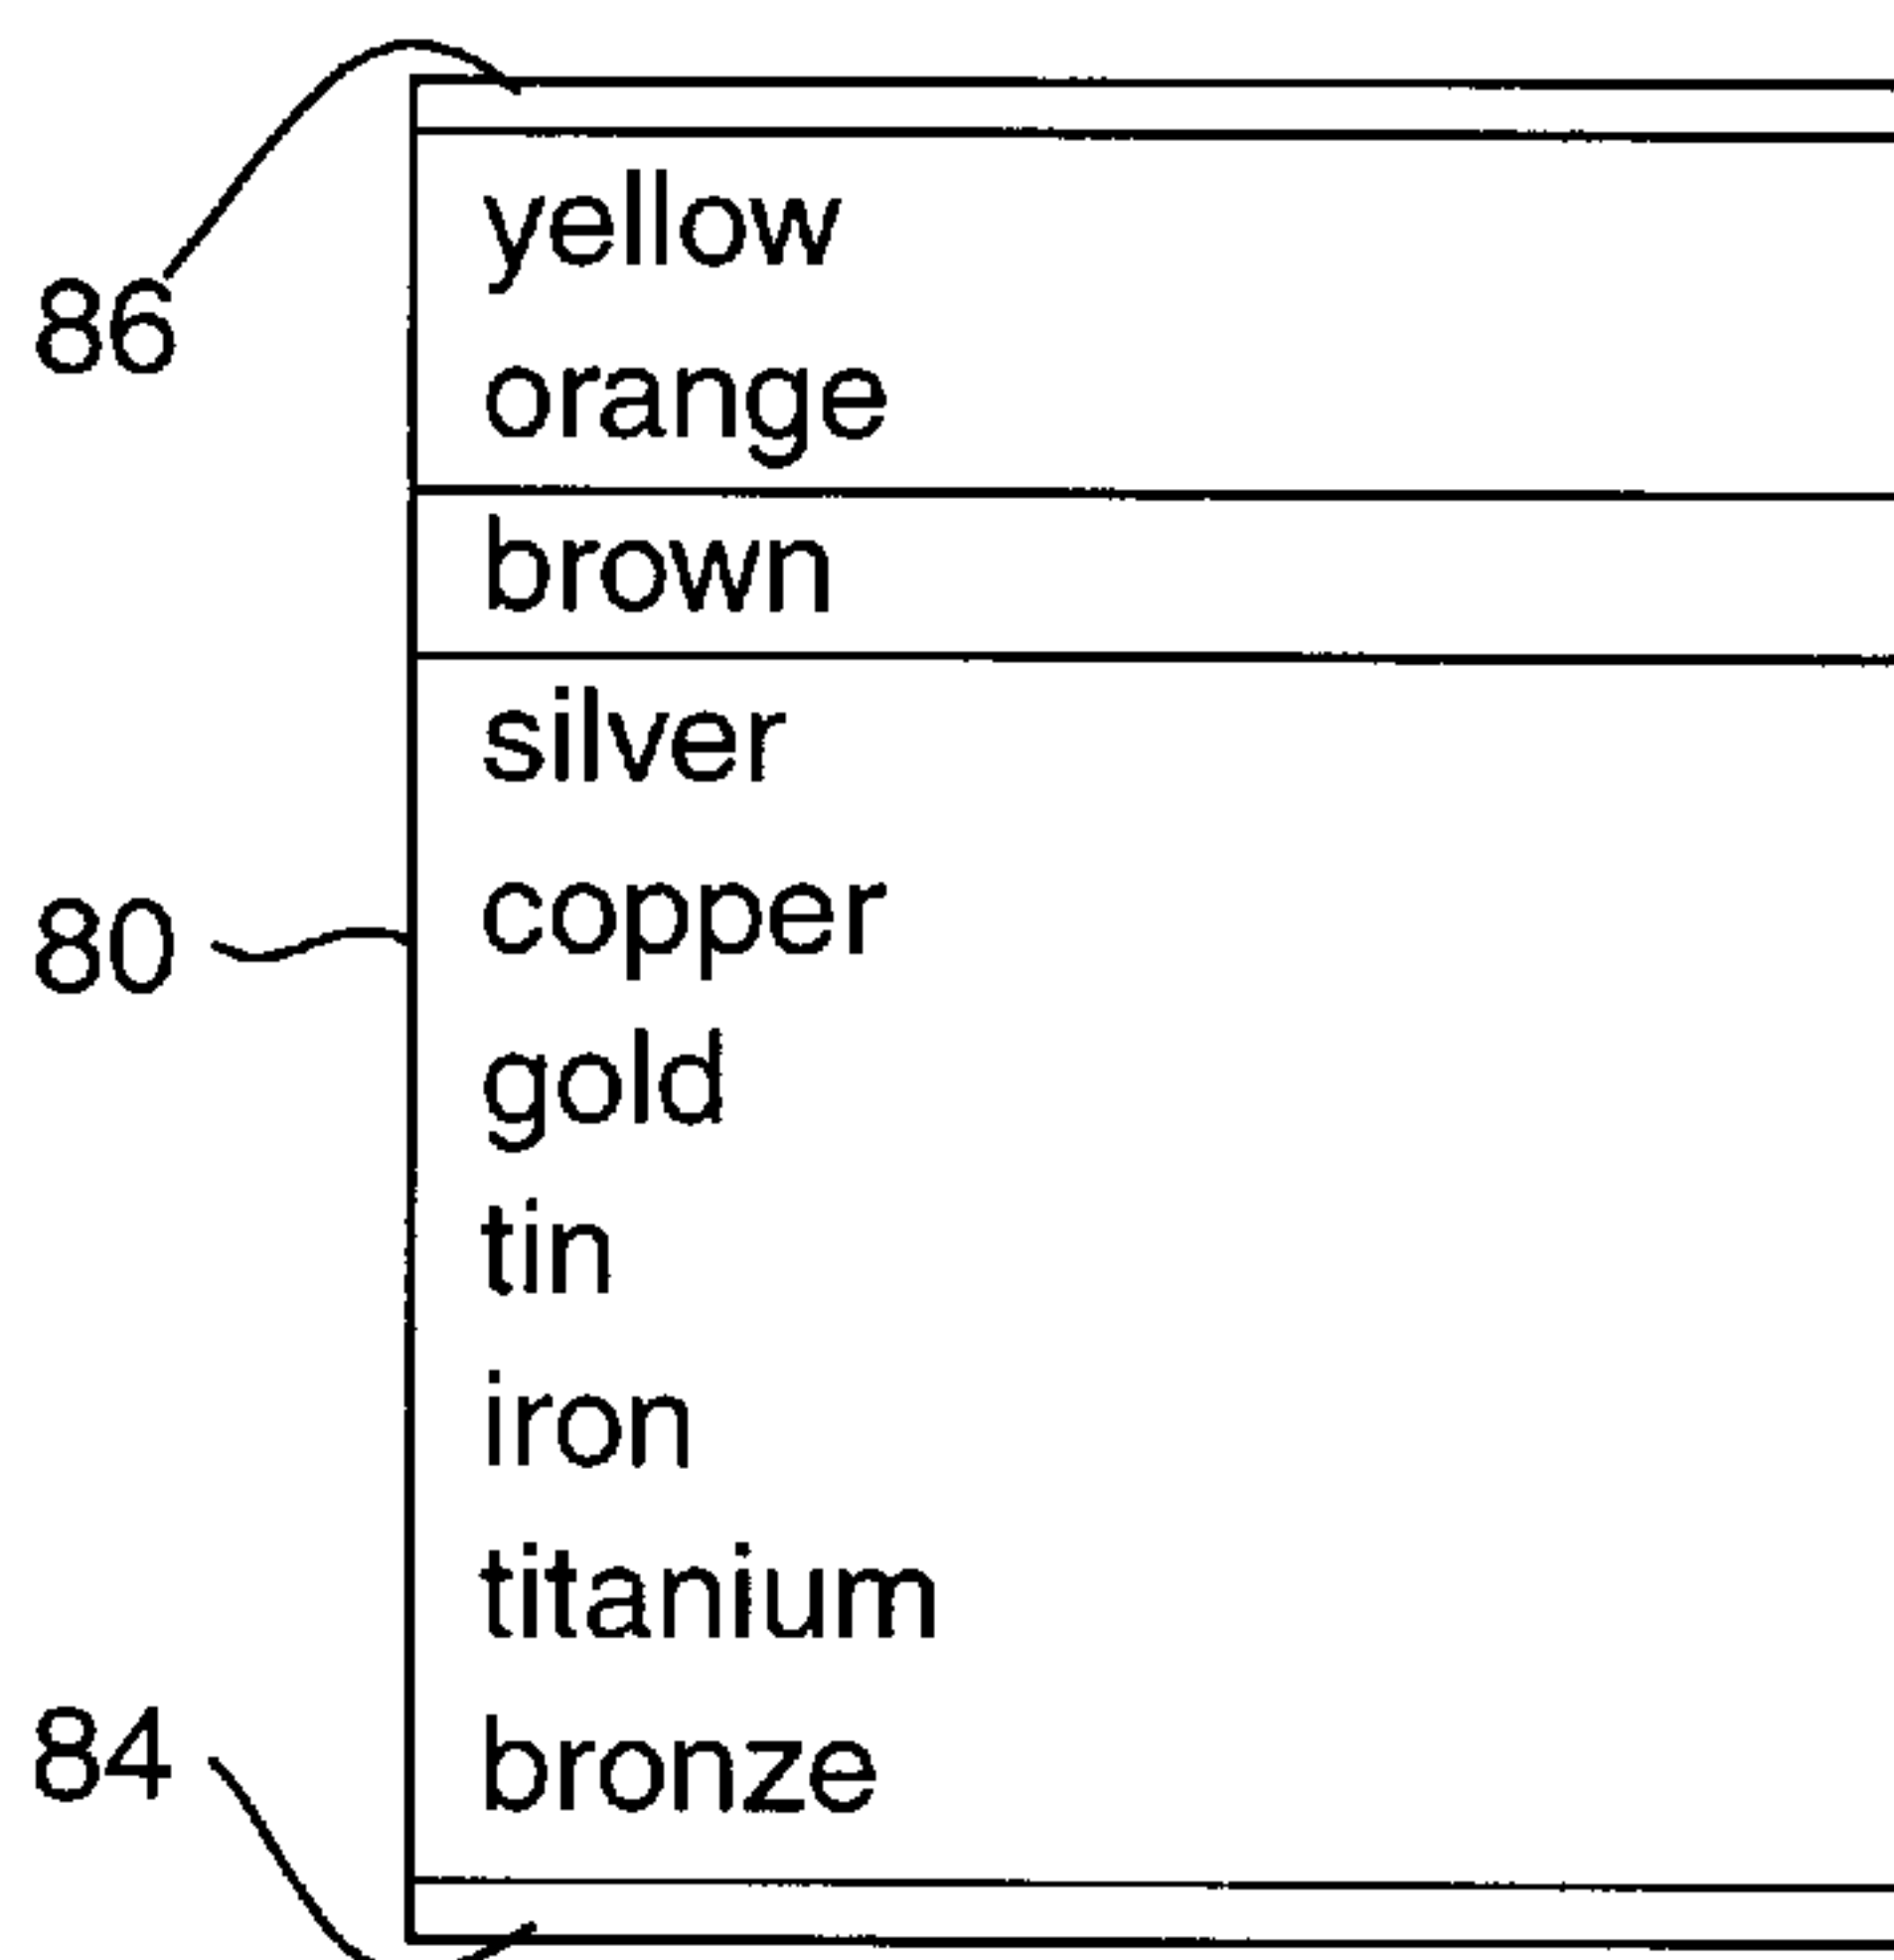 yellow
86
orange
brown
silver
copper
80
gold
tin
iron
titanium
84
bronze